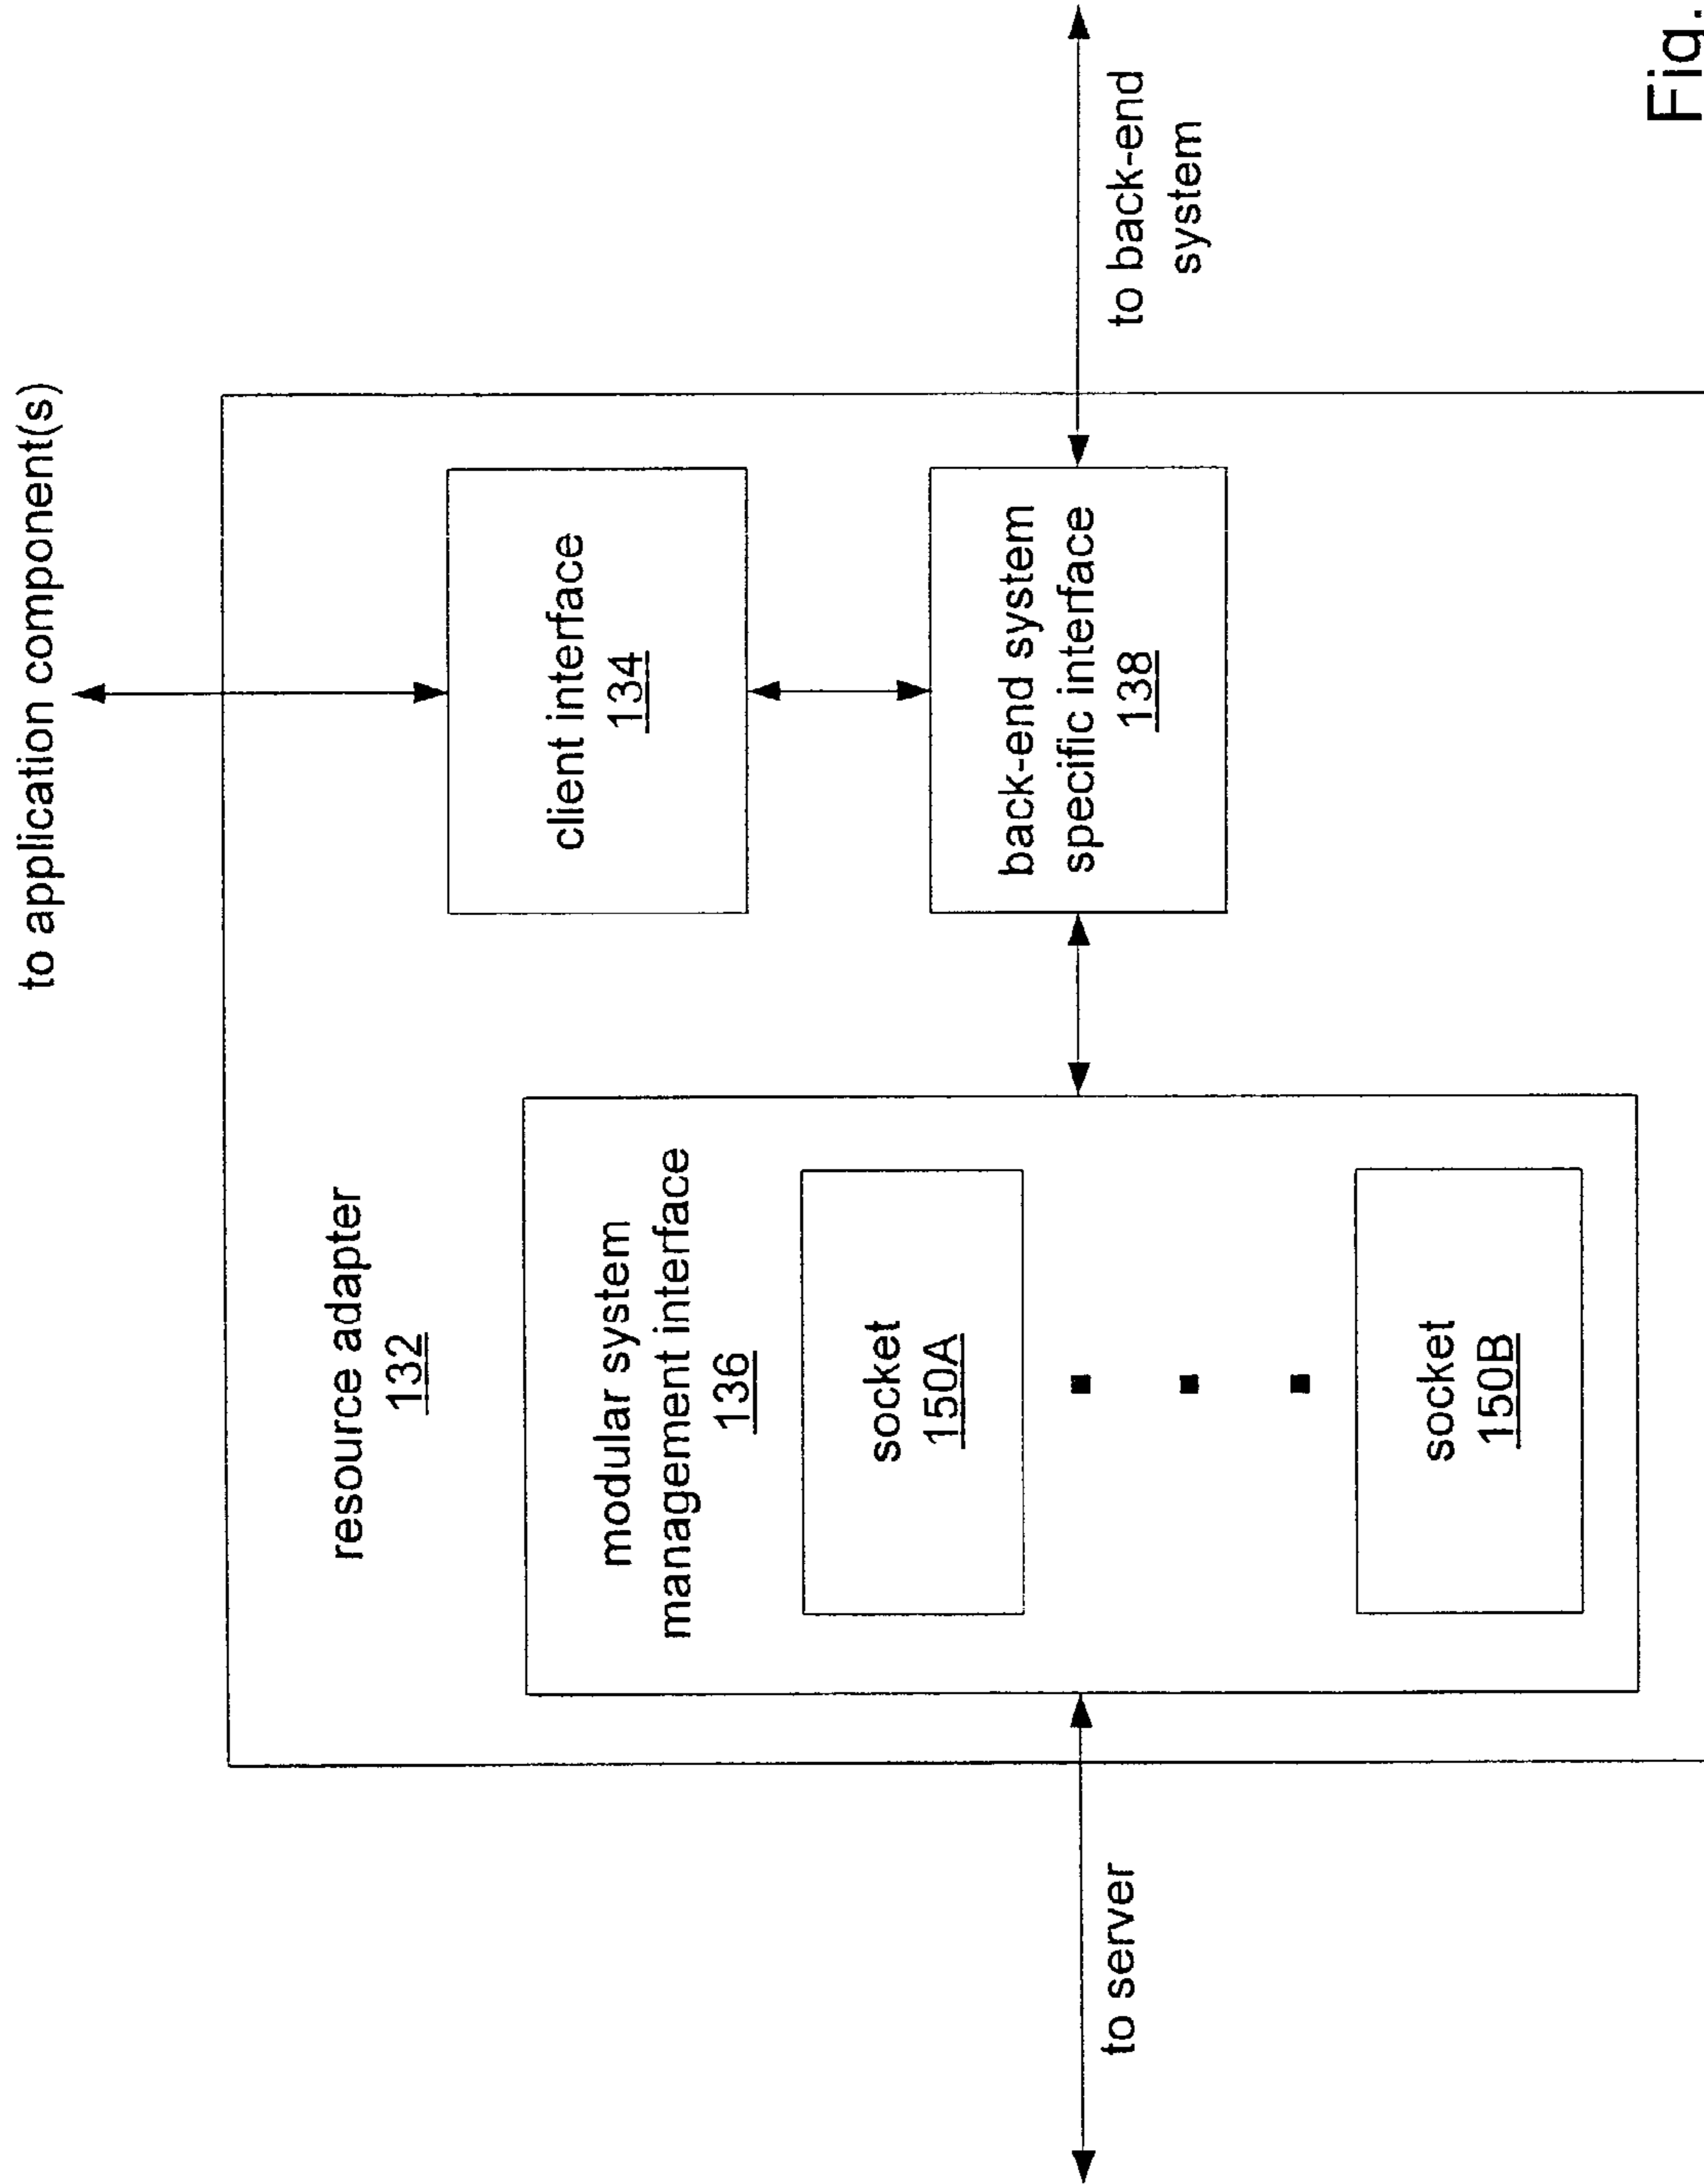 to application component(s)
resource adapter
132
client interface
134
modular system
management interface
136
socket
150A
socket
150B
back-end system
specific interface
138
to server
to back-end
system
Fig.